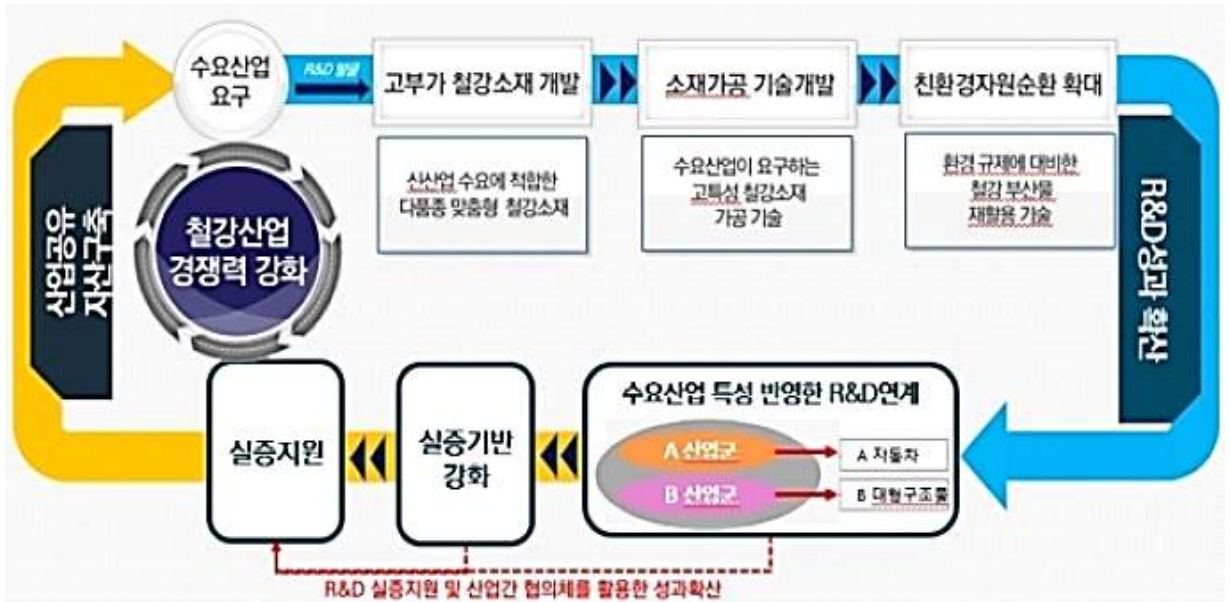 수요산업
요구
R&D 발굴
고부가 철강소재 개발
소재가공 기술개발
친환경자원순환 확대
신산업 수요에 적합한
다품종 맞춤형 철강소재
수요산업이 요구하는
고특성 철강소재
가공 기술
환경 규제에 대비한
철강 부산물
재활용 기술
철강산업
경쟁력 강화
산업공유
자산구축
R&D성과 확산
수요산업 특성 반영한 R&D연계
A 산업군
A 자동차
B 산업군
B 대형구조물
실증기반
강화
실증지원
R&D 실증지원 및 산업간 협의체를 활용한 성과확산